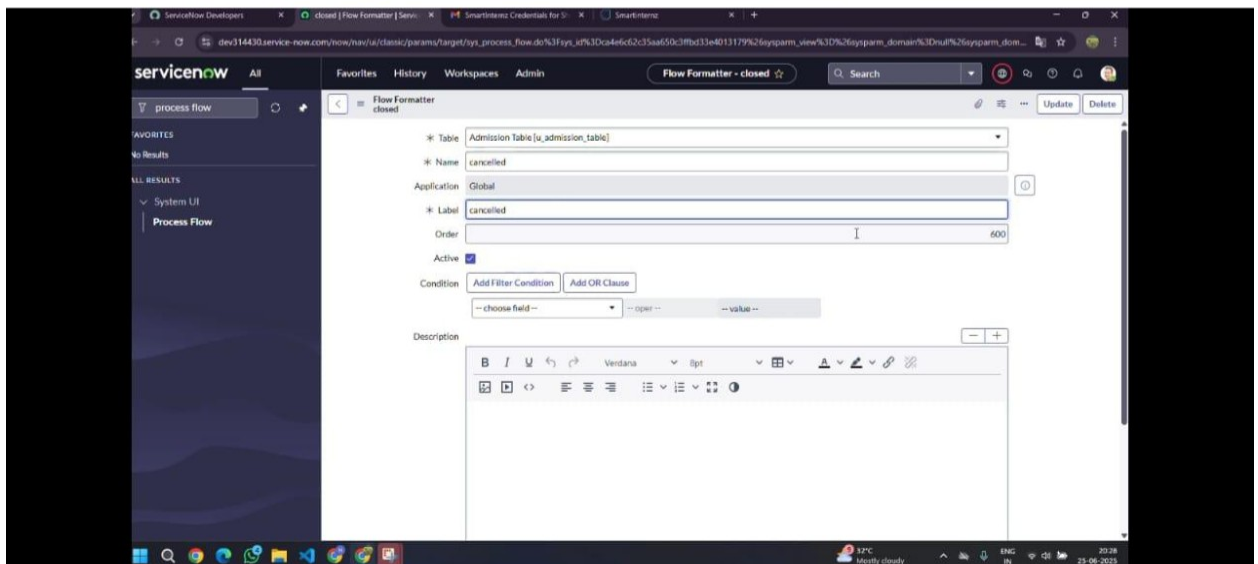 ServiceNow Developers
closed | Flow Formatter | Servic
SmartInternz Credentials for S
Smartinternz
dev314430.service-now.com/now/nav/ui/classic/params/target/sys_process_flow.do%3Fsys_id%3Dca4e6c62c35aa650c3ffbd33e4013179%26sysparm_view%3D%26sysparm_domain%3Dnull%26sysparm_dom...
servicenow All Favorites History Workspaces Admin Flow Formatter - closed Search
process flow
Flow Formatter
closed
Update Delete
FAVORITES
No Results
ALL RESULTS
System UI
Process Flow
* Table Admission Table [u_admission_table]
* Name cancelled
Application Global
* Label cancelled
Order 600
Active
Condition Add Filter Condition Add OR Clause
-- choose field -- -- oper -- -- value --
Description
B I U Verdana 8pt A
32°C
Mostly cloudy
ENG
IN
20:28
25-06-2025